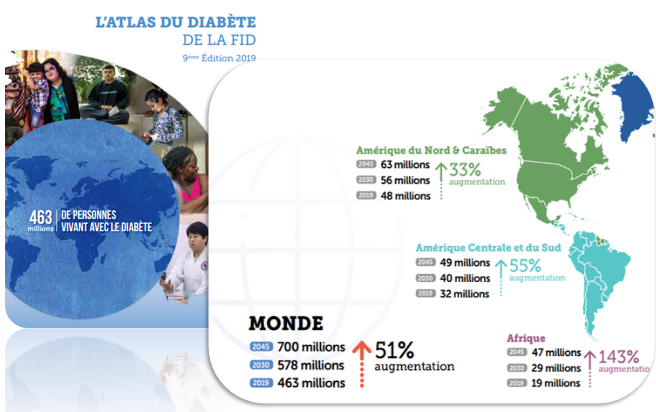 L'ATLAS DU DIABÈTE
DE LA FID
9ème Édition 2019
463 millions
DE PERSONNES
VIVANT AVEC LE DIABÈTE
Amérique du Nord & Caraïbes
2045 63 millions
2030 56 millions
2019 48 millions
33%
augmentation
Amérique Centrale et du Sud
2045 49 millions
2030 40 millions
2019 32 millions
55%
augmentation
MONDE
2045 700 millions
2030 578 millions
2019 463 millions
51%
augmentation
Afrique
2045 47 millions
2030 29 millions
2019 19 millions
143%
augmentatio